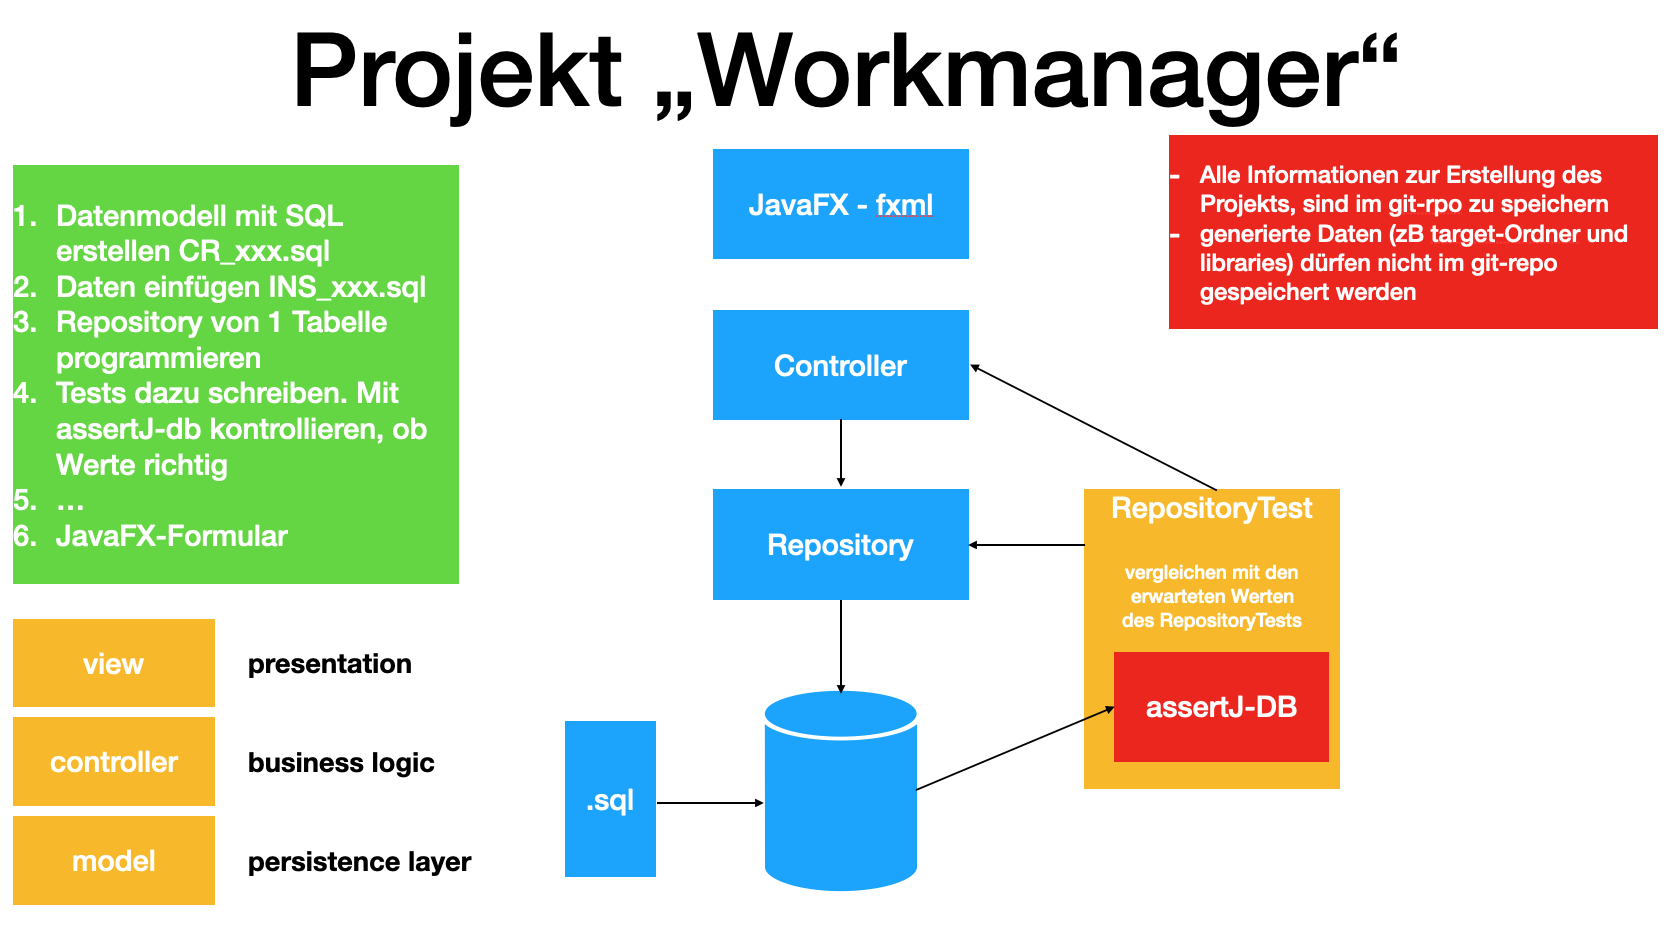 Projekt „Workmanager“
1. Datenmodell mit SQL
erstellen CR_xxx.sql
2. Daten einfügen INS_xxx.sql
3. Repository von 1 Tabelle
programmieren
4. Tests dazu schreiben. Mit
assertJ-db kontrollieren, ob
Werte richtig
5. …
6. JavaFX-Formular
JavaFX - fxml
- Alle Informationen zur Erstellung des
Projekts, sind im git-rpo zu speichern
- generierte Daten (zB target-Ordner und
libraries) dürfen nicht im git-repo
gespeichert werden
Controller
Repository
RepositoryTest
vergleichen mit den
erwarteten Werten
des RepositoryTests
assertJ-DB
.sql
view
presentation
controller
business logic
model
persistence layer